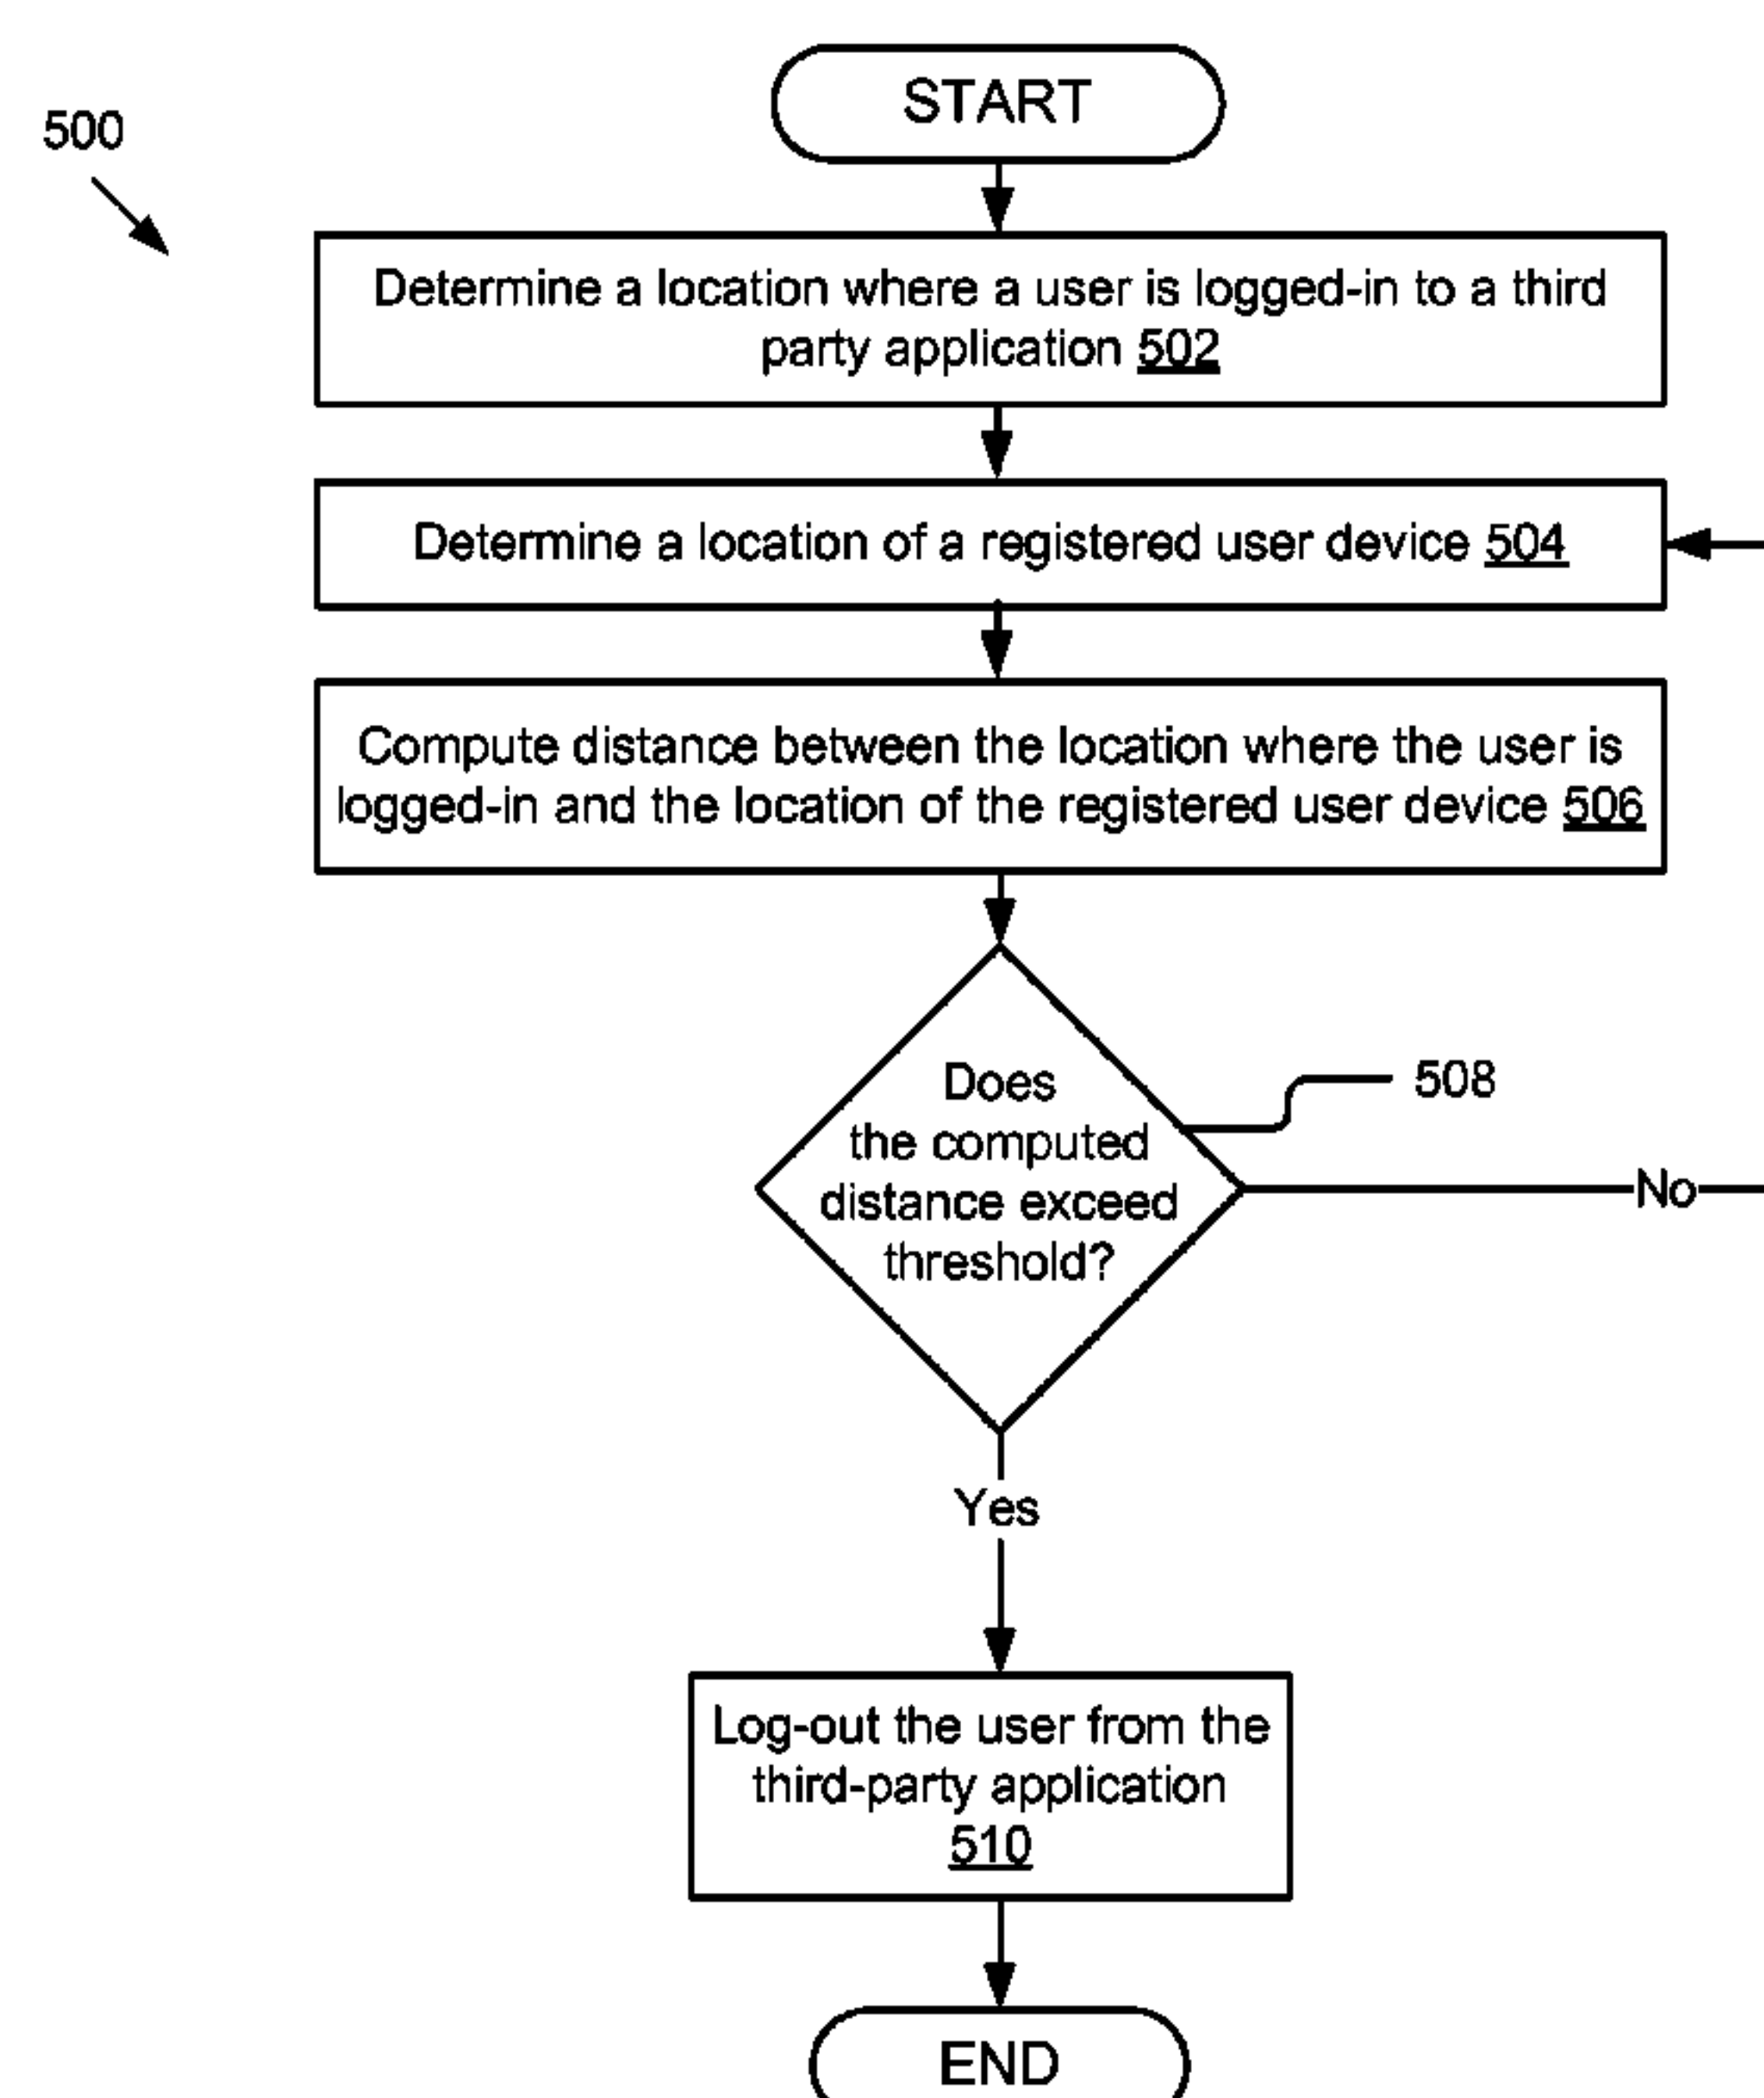 START
500
Determine a location where a user is logged-in to a third
party application 502
Determine a location of a registered user device 504
Compute distance between the location where the user is
logged-in and the location of the registered user device 506
Does
the computed
distance exceed
threshold?
508
No
Yes
Log-out the user from the
third-party application
510
END